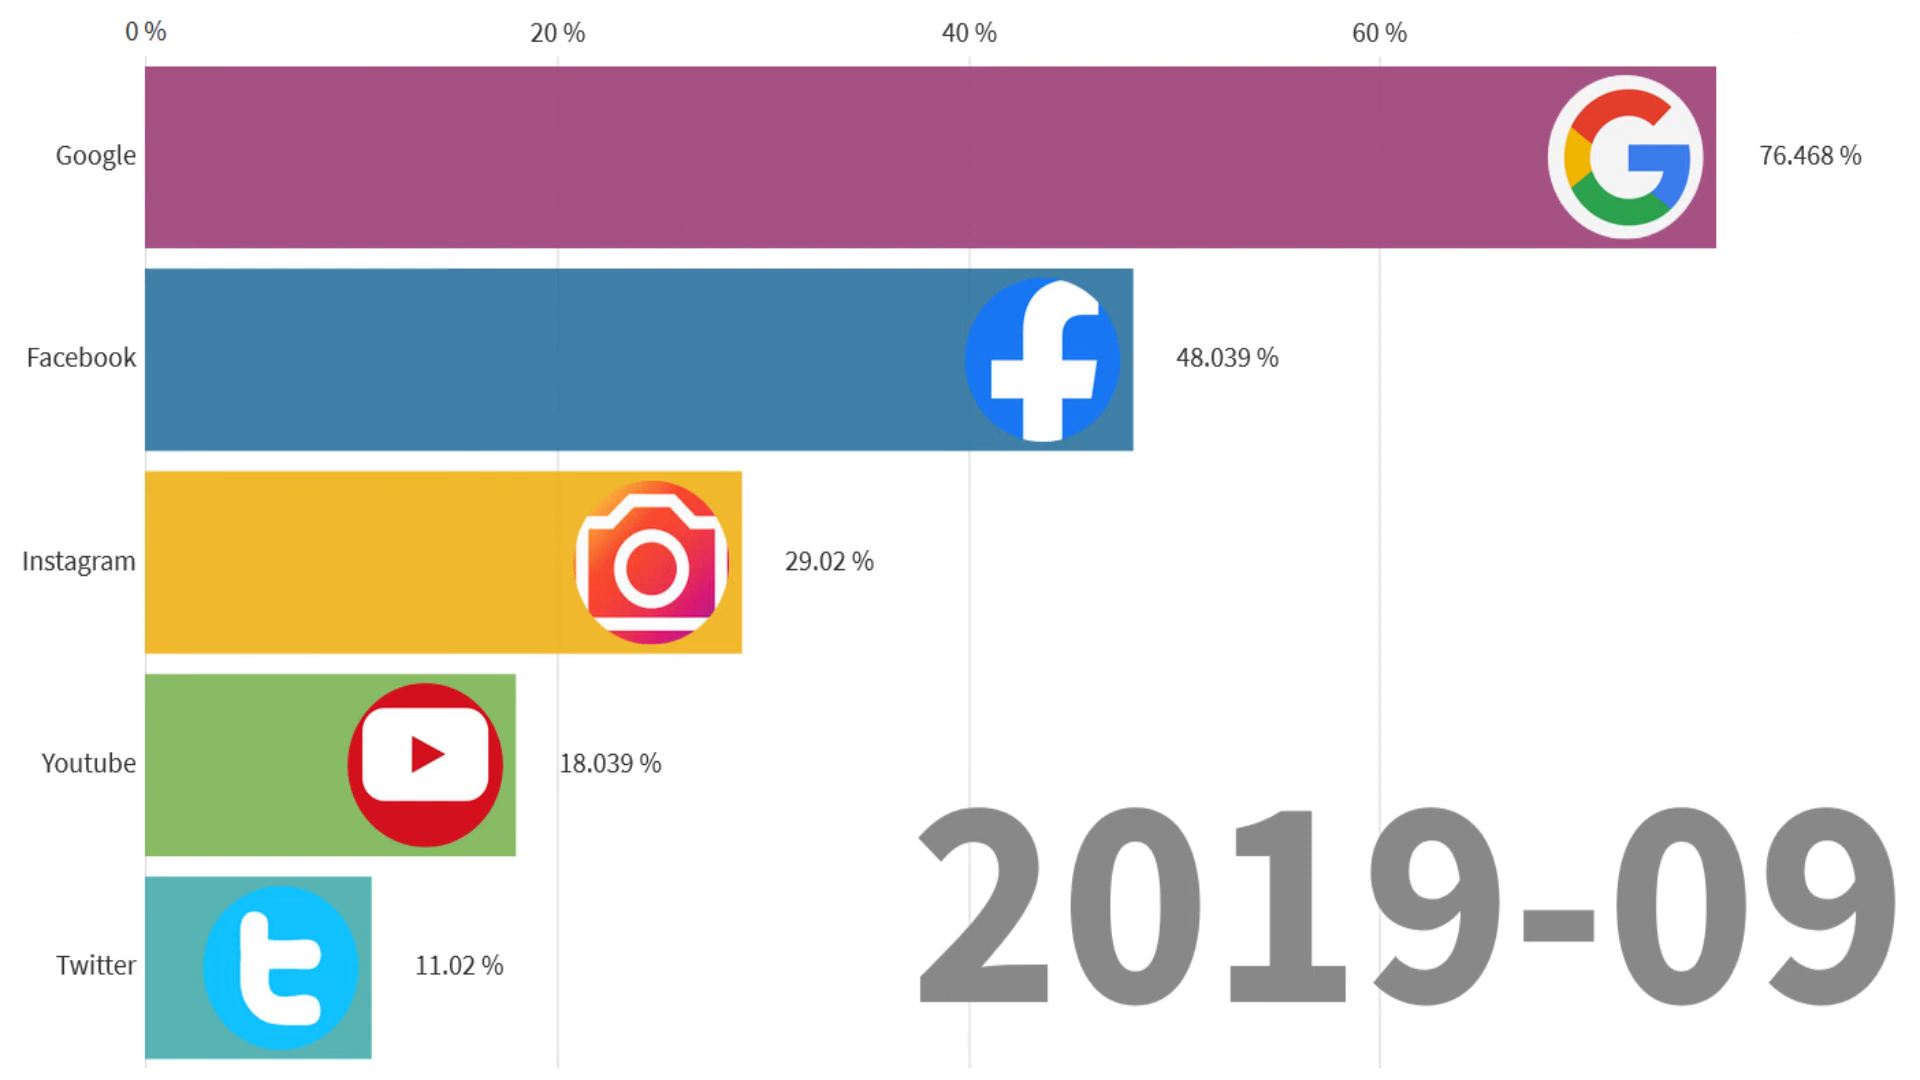 0 % 20 % 40 % 60 %
Google 76.468 %
Facebook 48.039 %
Instagram 29.02 %
Youtube 18.039 %
Twitter 11.02 %
2019-09